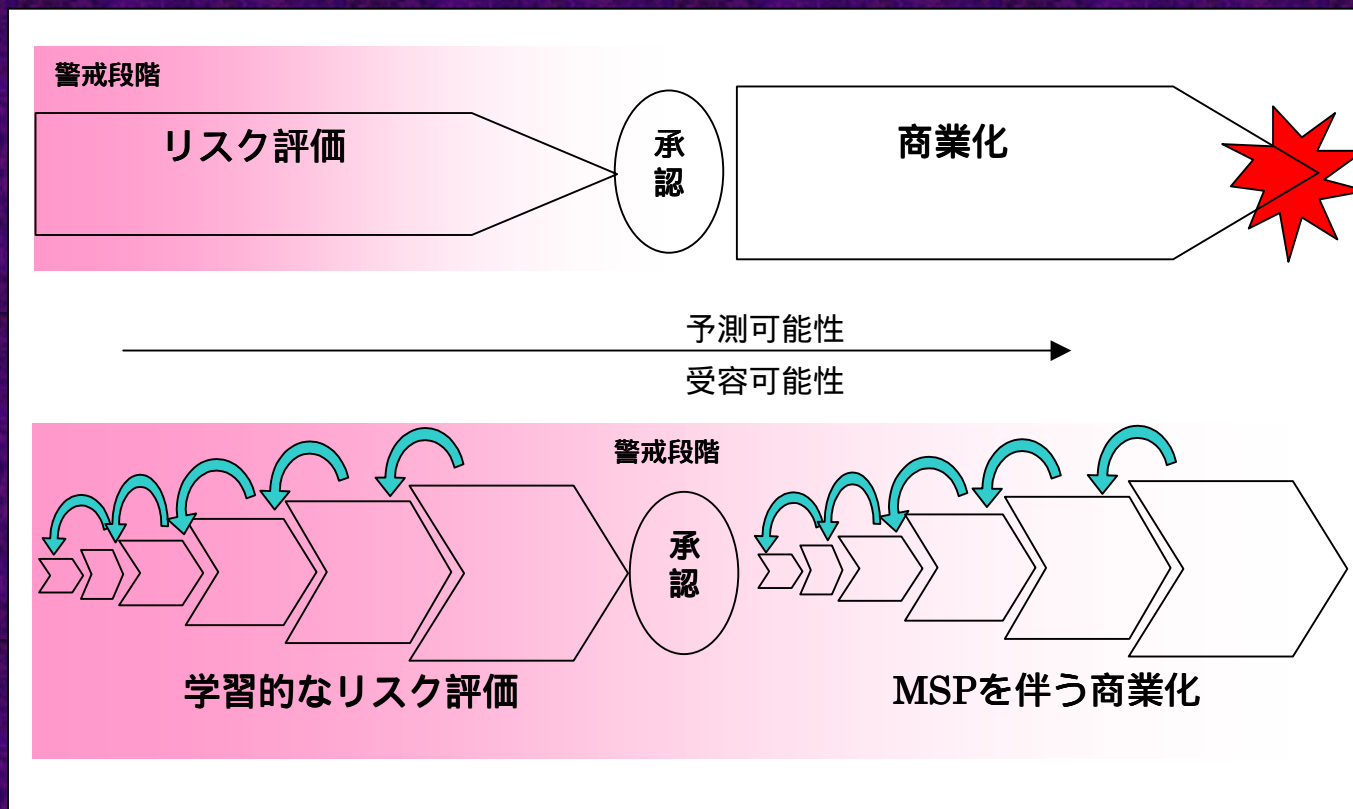 警戒段階
リスク評価
承
認
商業化
予測可能性
受容可能性
警戒段階
承
認
学習的なリスク評価
MSPを伴う商業化